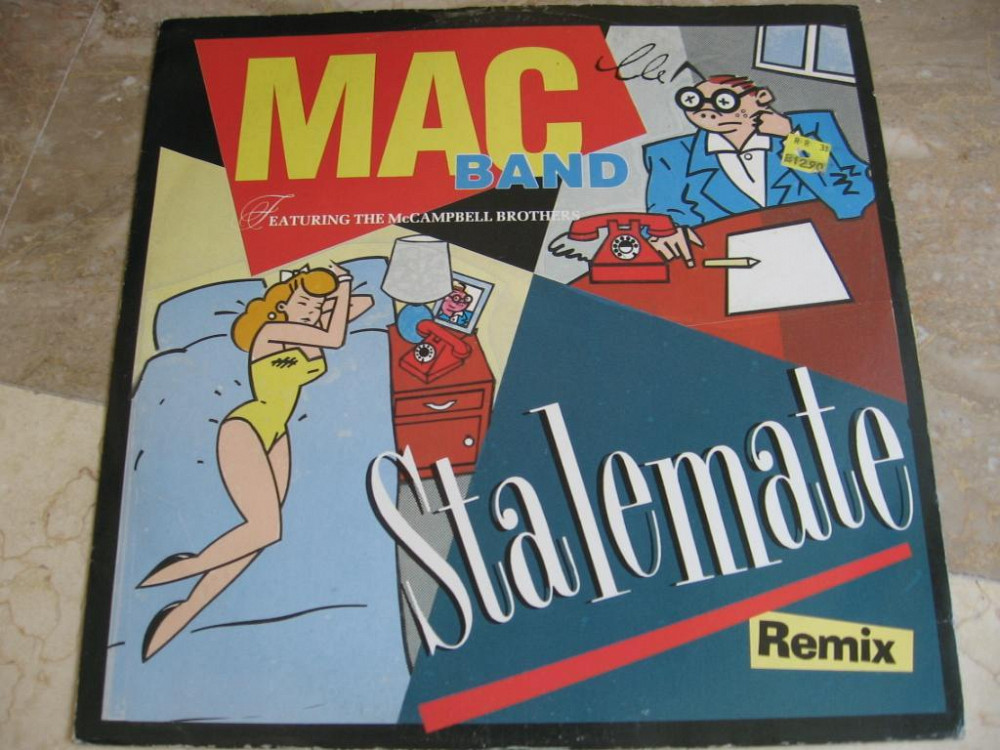 MAC
BAND
FEATURING THE McCAMPBELL BROTHERS
Stalemate
Remix